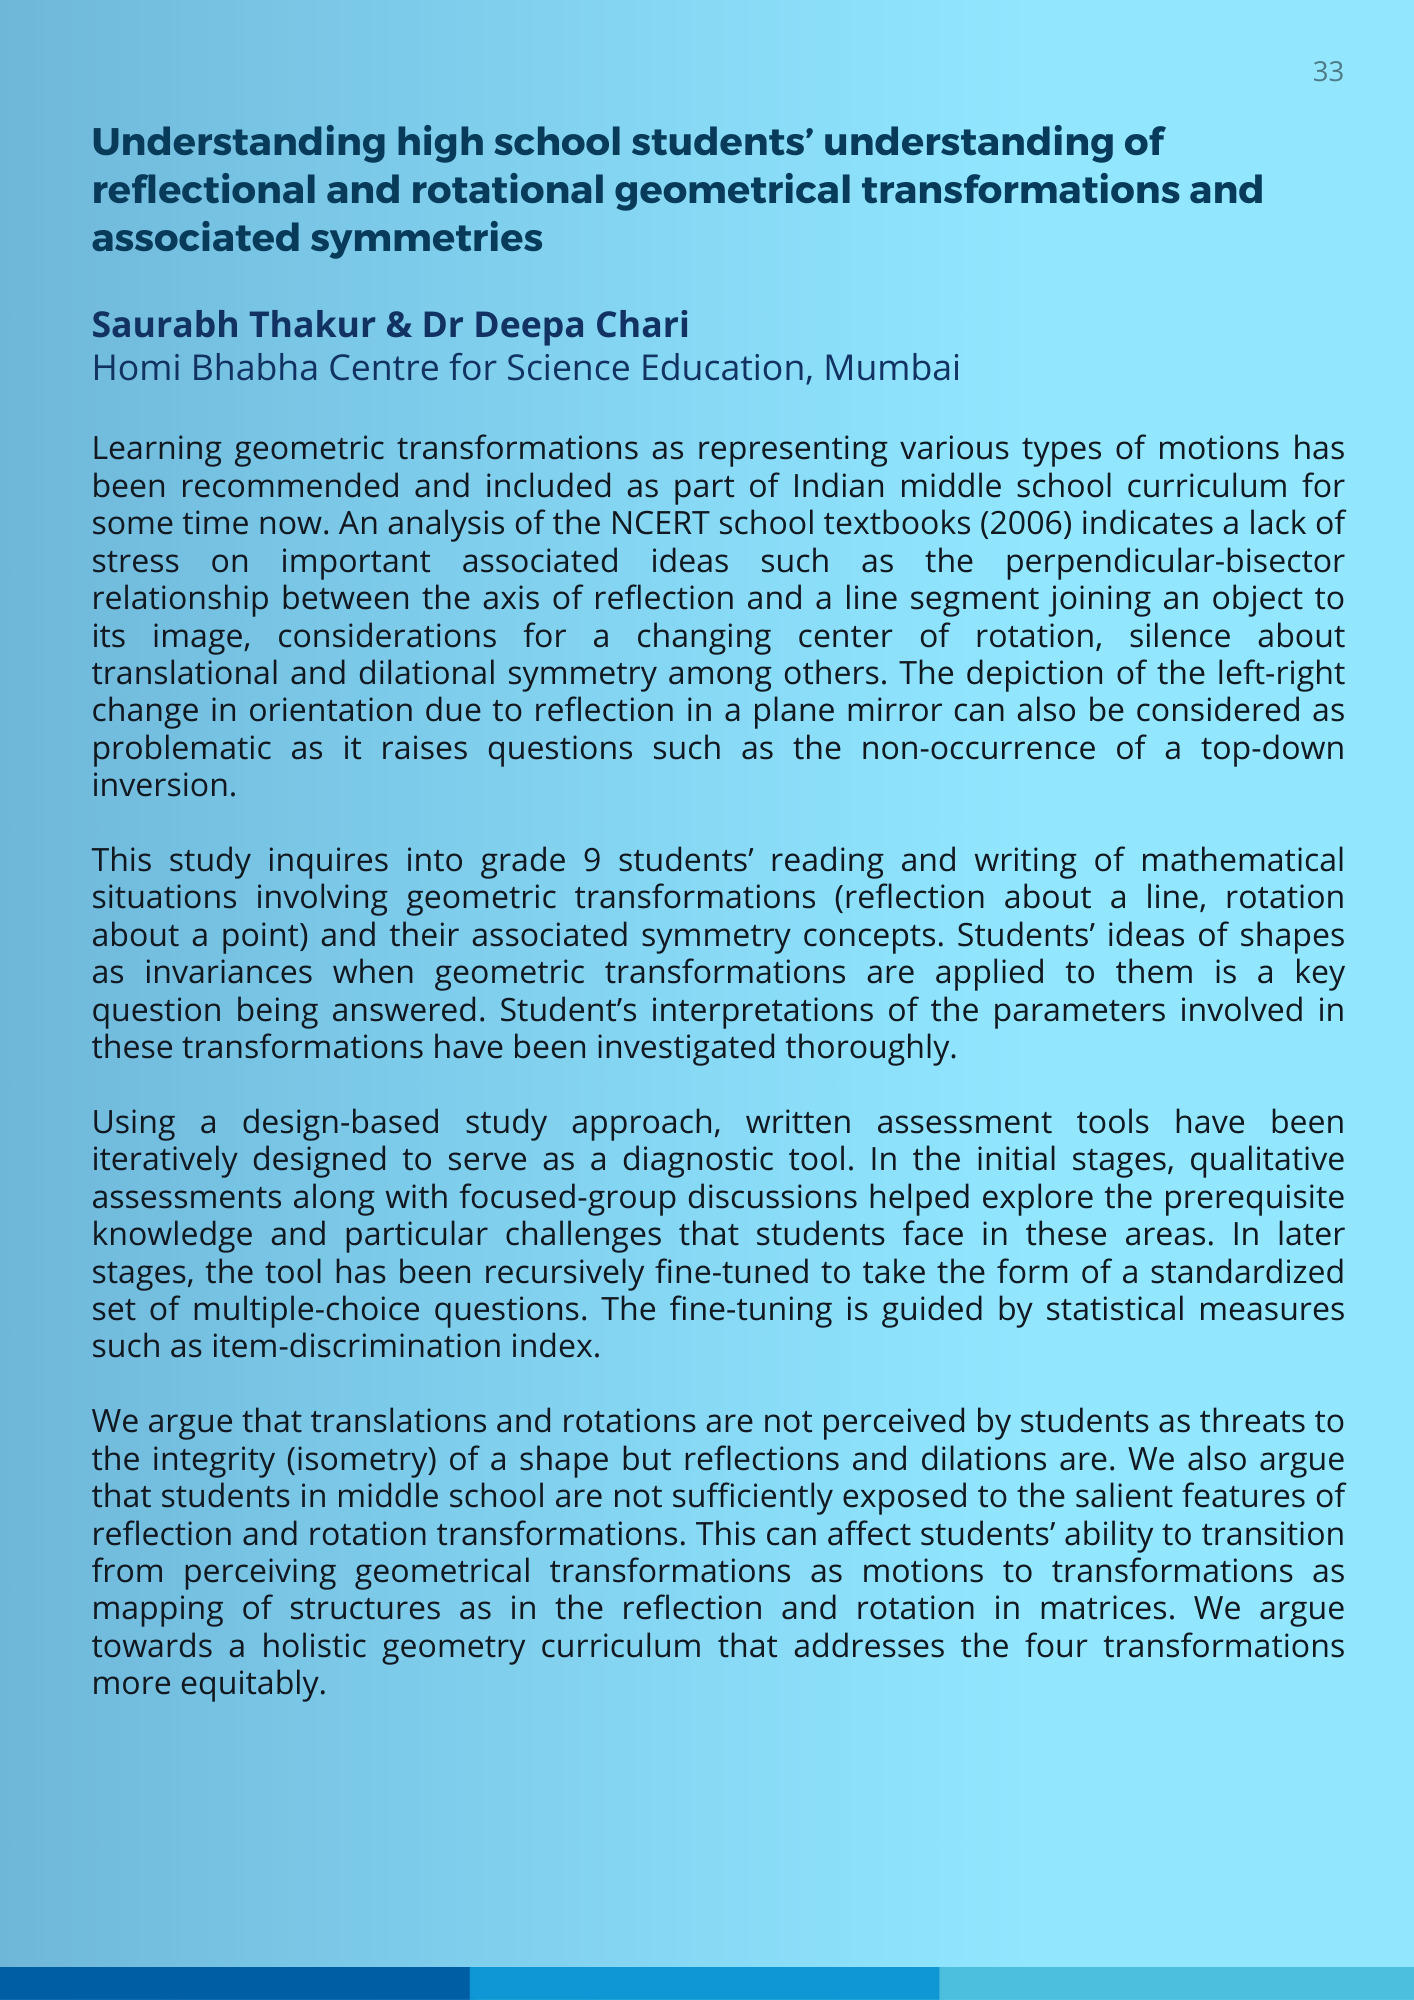 33
Understanding high school students’ understanding of
reflectional and rotational geometrical transformations and
associated symmetries
Saurabh Thakur & Dr Deepa Chari
Homi Bhabha Centre for Science Education, Mumbai
Learning geometric transformations as representing various types of motions has
been recommended and included as part of Indian middle school curriculum for
some time now. An analysis of the NCERT school textbooks (2006) indicates a lack of
stress on important associated ideas such as the perpendicular-bisector
relationship between the axis of reflection and a line segment joining an object to
its image, considerations for a changing center of rotation, silence about
translational and dilational symmetry among others. The depiction of the left-right
change in orientation due to reflection in a plane mirror can also be considered as
problematic as it raises questions such as the non-occurrence of a top-down
inversion.
This study inquires into grade 9 students’ reading and writing of mathematical
situations involving geometric transformations (reflection about a line, rotation
about a point) and their associated symmetry concepts. Students’ ideas of shapes
as invariances when geometric transformations are applied to them is a key
question being answered. Student’s interpretations of the parameters involved in
these transformations have been investigated thoroughly.
Using a design-based study approach, written assessment tools have been
iteratively designed to serve as a diagnostic tool. In the initial stages, qualitative
assessments along with focused-group discussions helped explore the prerequisite
knowledge and particular challenges that students face in these areas. In later
stages, the tool has been recursively fine-tuned to take the form of a standardized
set of multiple-choice questions. The fine-tuning is guided by statistical measures
such as item-discrimination index.
We argue that translations and rotations are not perceived by students as threats to
the integrity (isometry) of a shape but reflections and dilations are. We also argue
that students in middle school are not sufficiently exposed to the salient features of
reflection and rotation transformations. This can affect students’ ability to transition
from perceiving geometrical transformations as motions to transformations as
mapping of structures as in the reflection and rotation in matrices. We argue
towards a holistic geometry curriculum that addresses the four transformations
more equitably.